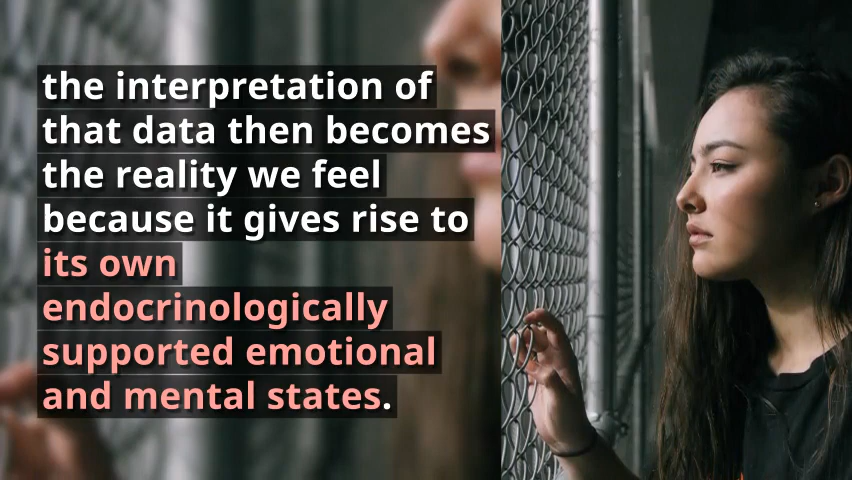 the interpretation of
that data then becomes
the reality we feel
because it gives rise to
its own
endocrinologically
supported emotional
and mental states.